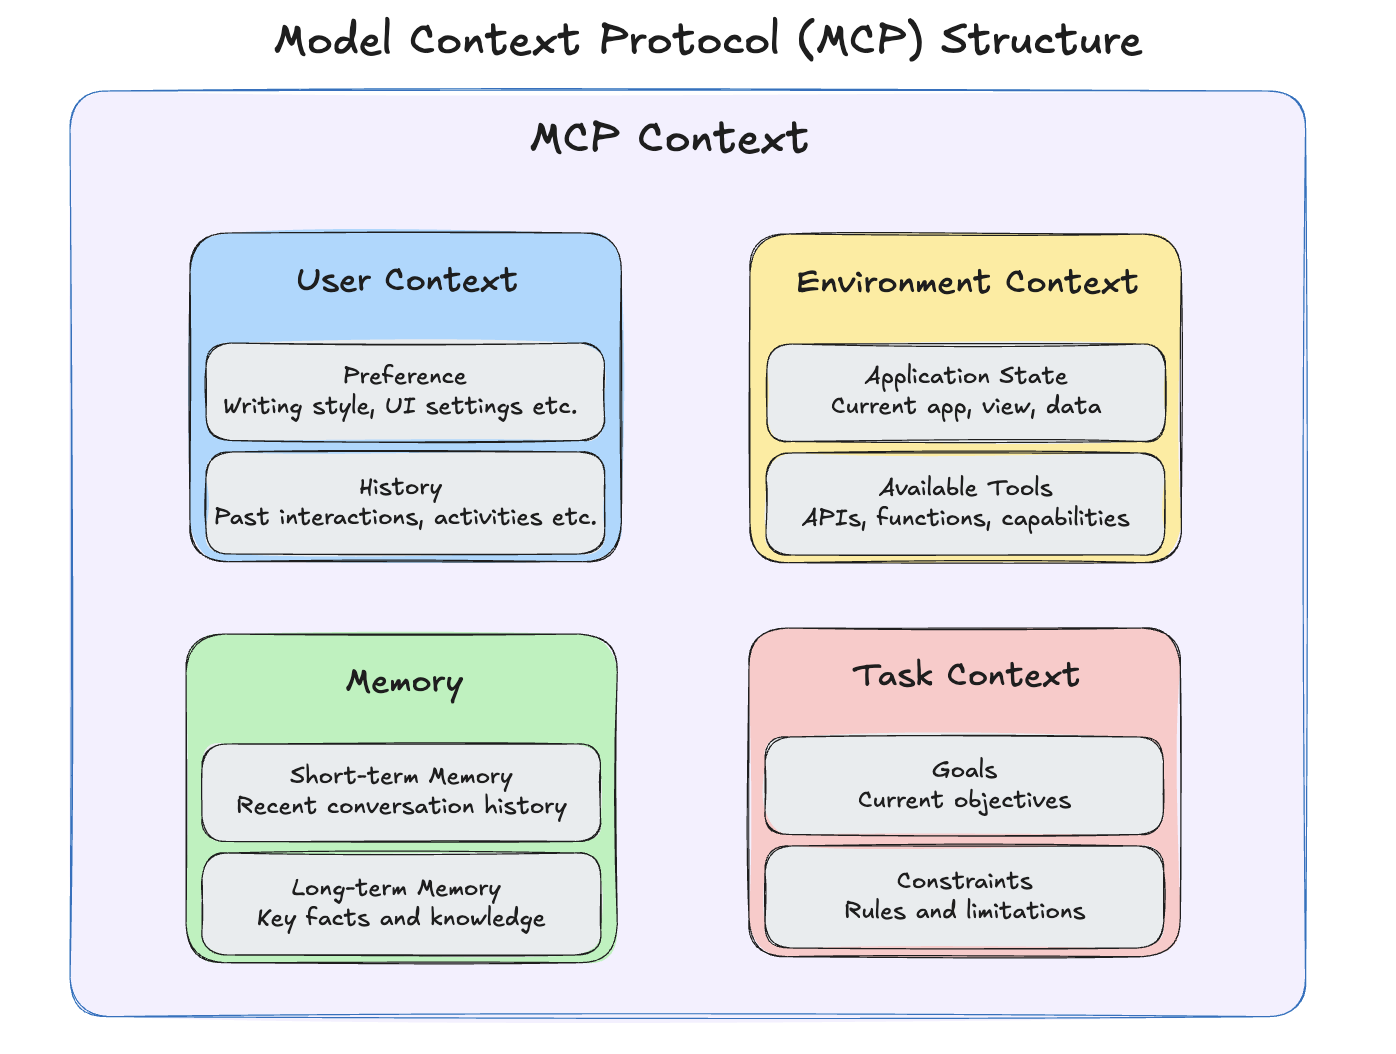 Model Context Protocol (MCP) Structure
MCP Context
User Context
Preference
Writing style, UI settings etc.
History
Past interactions, activities etc.
Environment Context
Application State
Current app, view, data
Available Tools
APIs, functions, capabilities
Memory
Short-term Memory
Recent conversation history
Long-term Memory
Key facts and knowledge
Task Context
Goals
Current objectives
Constraints
Rules and limitations